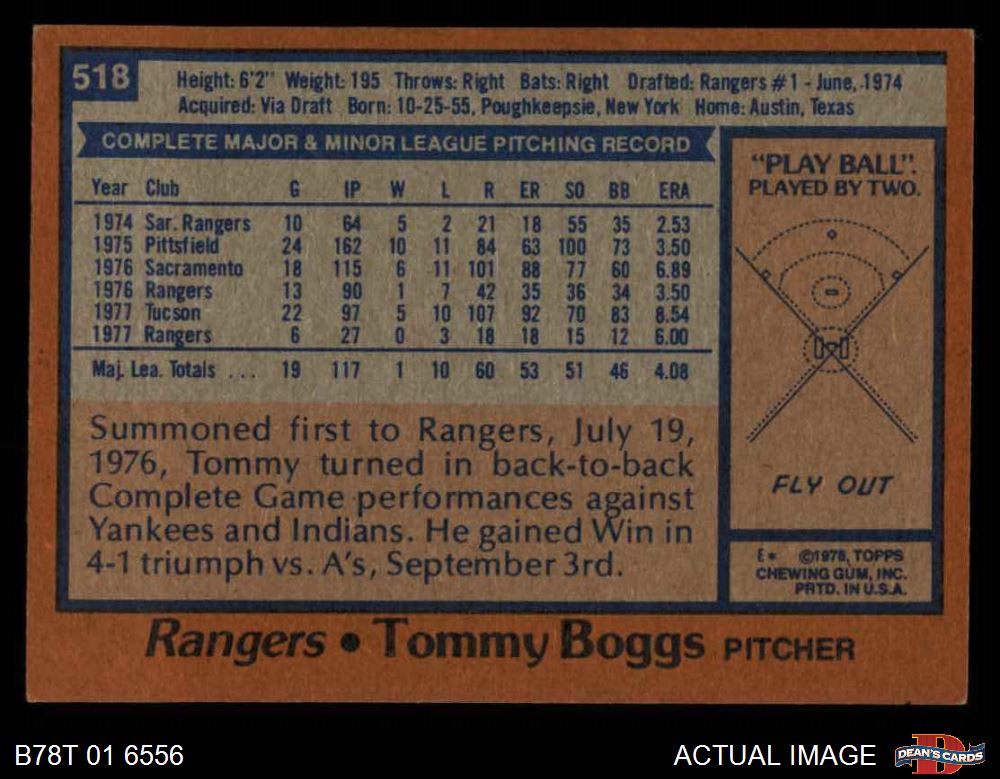 518
Height: 6'2" Weight: 195 Throws: Right Bats: Right Drafted: Rangers #1 - June, 1974
Acquired: Via Draft Born: 10-25-55, Poughkeepsie, New York Home: Austin, Texas
COMPLETE MAJOR & MINOR LEAGUE PITCHING RECORD
Year Club G IP W L R ER SO BB ERA
1974 Sar. Rangers 10 64 5 2 21 18 55 35 2.53
1975 Pittsfield 24 162 10 11 84 63 100 73 3.50
1976 Sacramento 18 115 6 11 101 88 77 60 6.89
1976 Rangers 13 90 1 7 42 35 36 34 3.50
1977 Tucson 22 97 5 10 107 92 70 83 8.54
1977 Rangers 6 27 0 3 18 18 15 12 6.00
Maj. Lea. Totals ... 19 117 1 10 60 53 51 46 4.08
Summoned first to Rangers, July 19,
1976, Tommy turned in back-to-back
Complete Game performances against
Yankees and Indians. He gained Win in
4-1 triumph vs. A's, September 3rd.
"PLAY BALL".
PLAYED BY TWO.
FLY OUT
E* ©1978, TOPPS
CHEWING GUM, INC.
PRTD. IN U.S.A.
Rangers • Tommy Boggs PITCHER
B78T 01 6556
ACTUAL IMAGE
D
DEAN'S CARDS